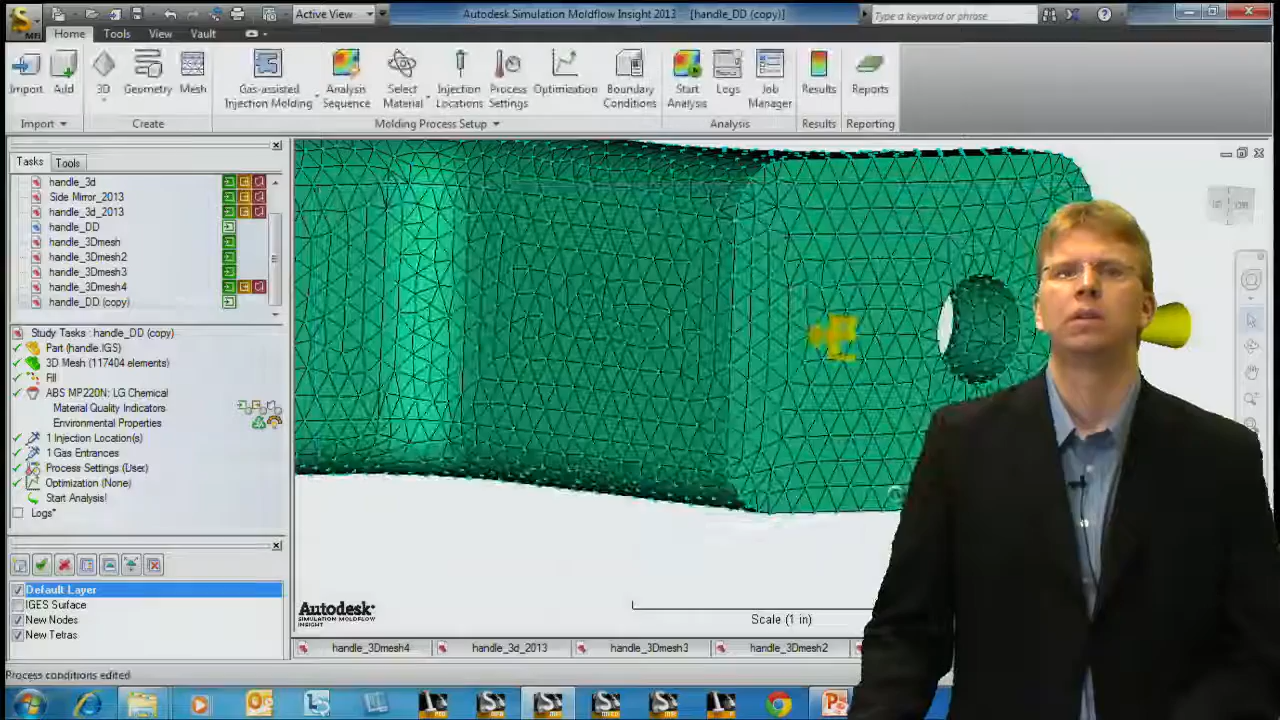 Active View
Autodesk Simulation Moldflow Insight 2013 - [handle_DD (copy)]
Type a keyword or phrase
MFI
Home
Tools
View
Vault
Import
Add
3D
Geometry
Mesh
Gas-assisted
Injection Molding
Analysis
Sequence
Select
Material
Injection
Locations
Process
Settings
Optimization
Boundary
Conditions
Start
Analysis
Logs
Job
Manager
Results
Reports
Import
Create
Molding Process Setup
Analysis
Results
Reporting
Tasks
Tools
handle_3d
Side Mirror_2013
handle_3d_2013
handle_DD
handle_3Dmesh
handle_3Dmesh2
handle_3Dmesh3
handle_3Dmesh4
handle_DD (copy)
Study Tasks : handle_DD (copy)
Part (handle.IGS)
3D Mesh (117404 elements)
Fill
ABS MP220N: LG Chemical
Material Quality Indicators
Environmental Properties
1 Injection Location(s)
1 Gas Entrances
Process Settings (User)
Optimization (None)
Start Analysis!
Logs*
Default Layer
IGES Surface
New Nodes
New Tetras
Autodesk
SIMULATION MOLDFLOW
INSIGHT
Scale (1 in)
handle_3Dmesh4
handle_3d_2013
handle_3Dmesh3
handle_3Dmesh2
Process conditions edited